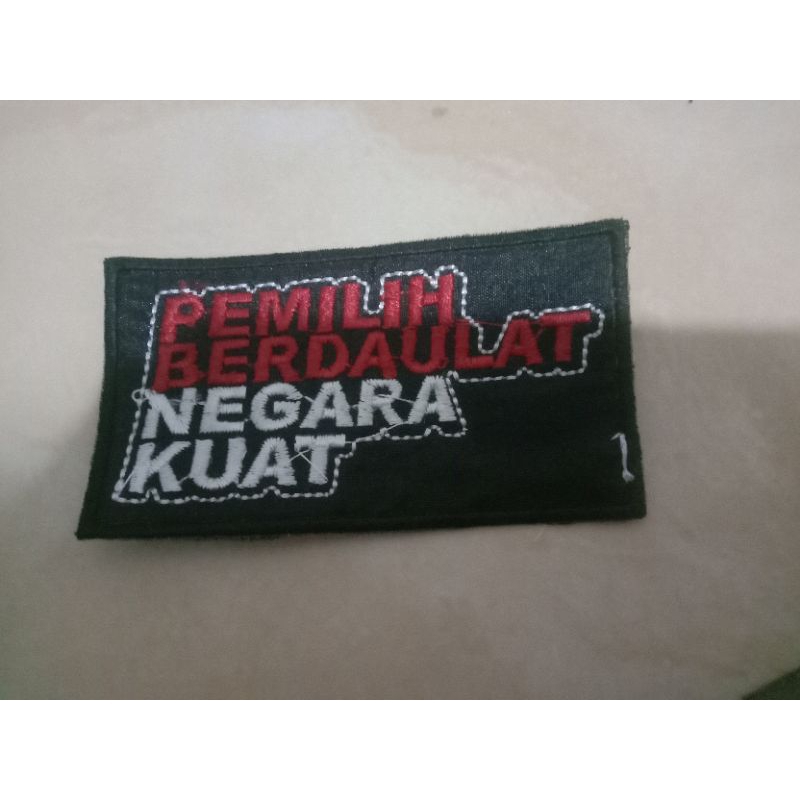 PEMILIH
BERDAULAT
NEGARA
KUAT